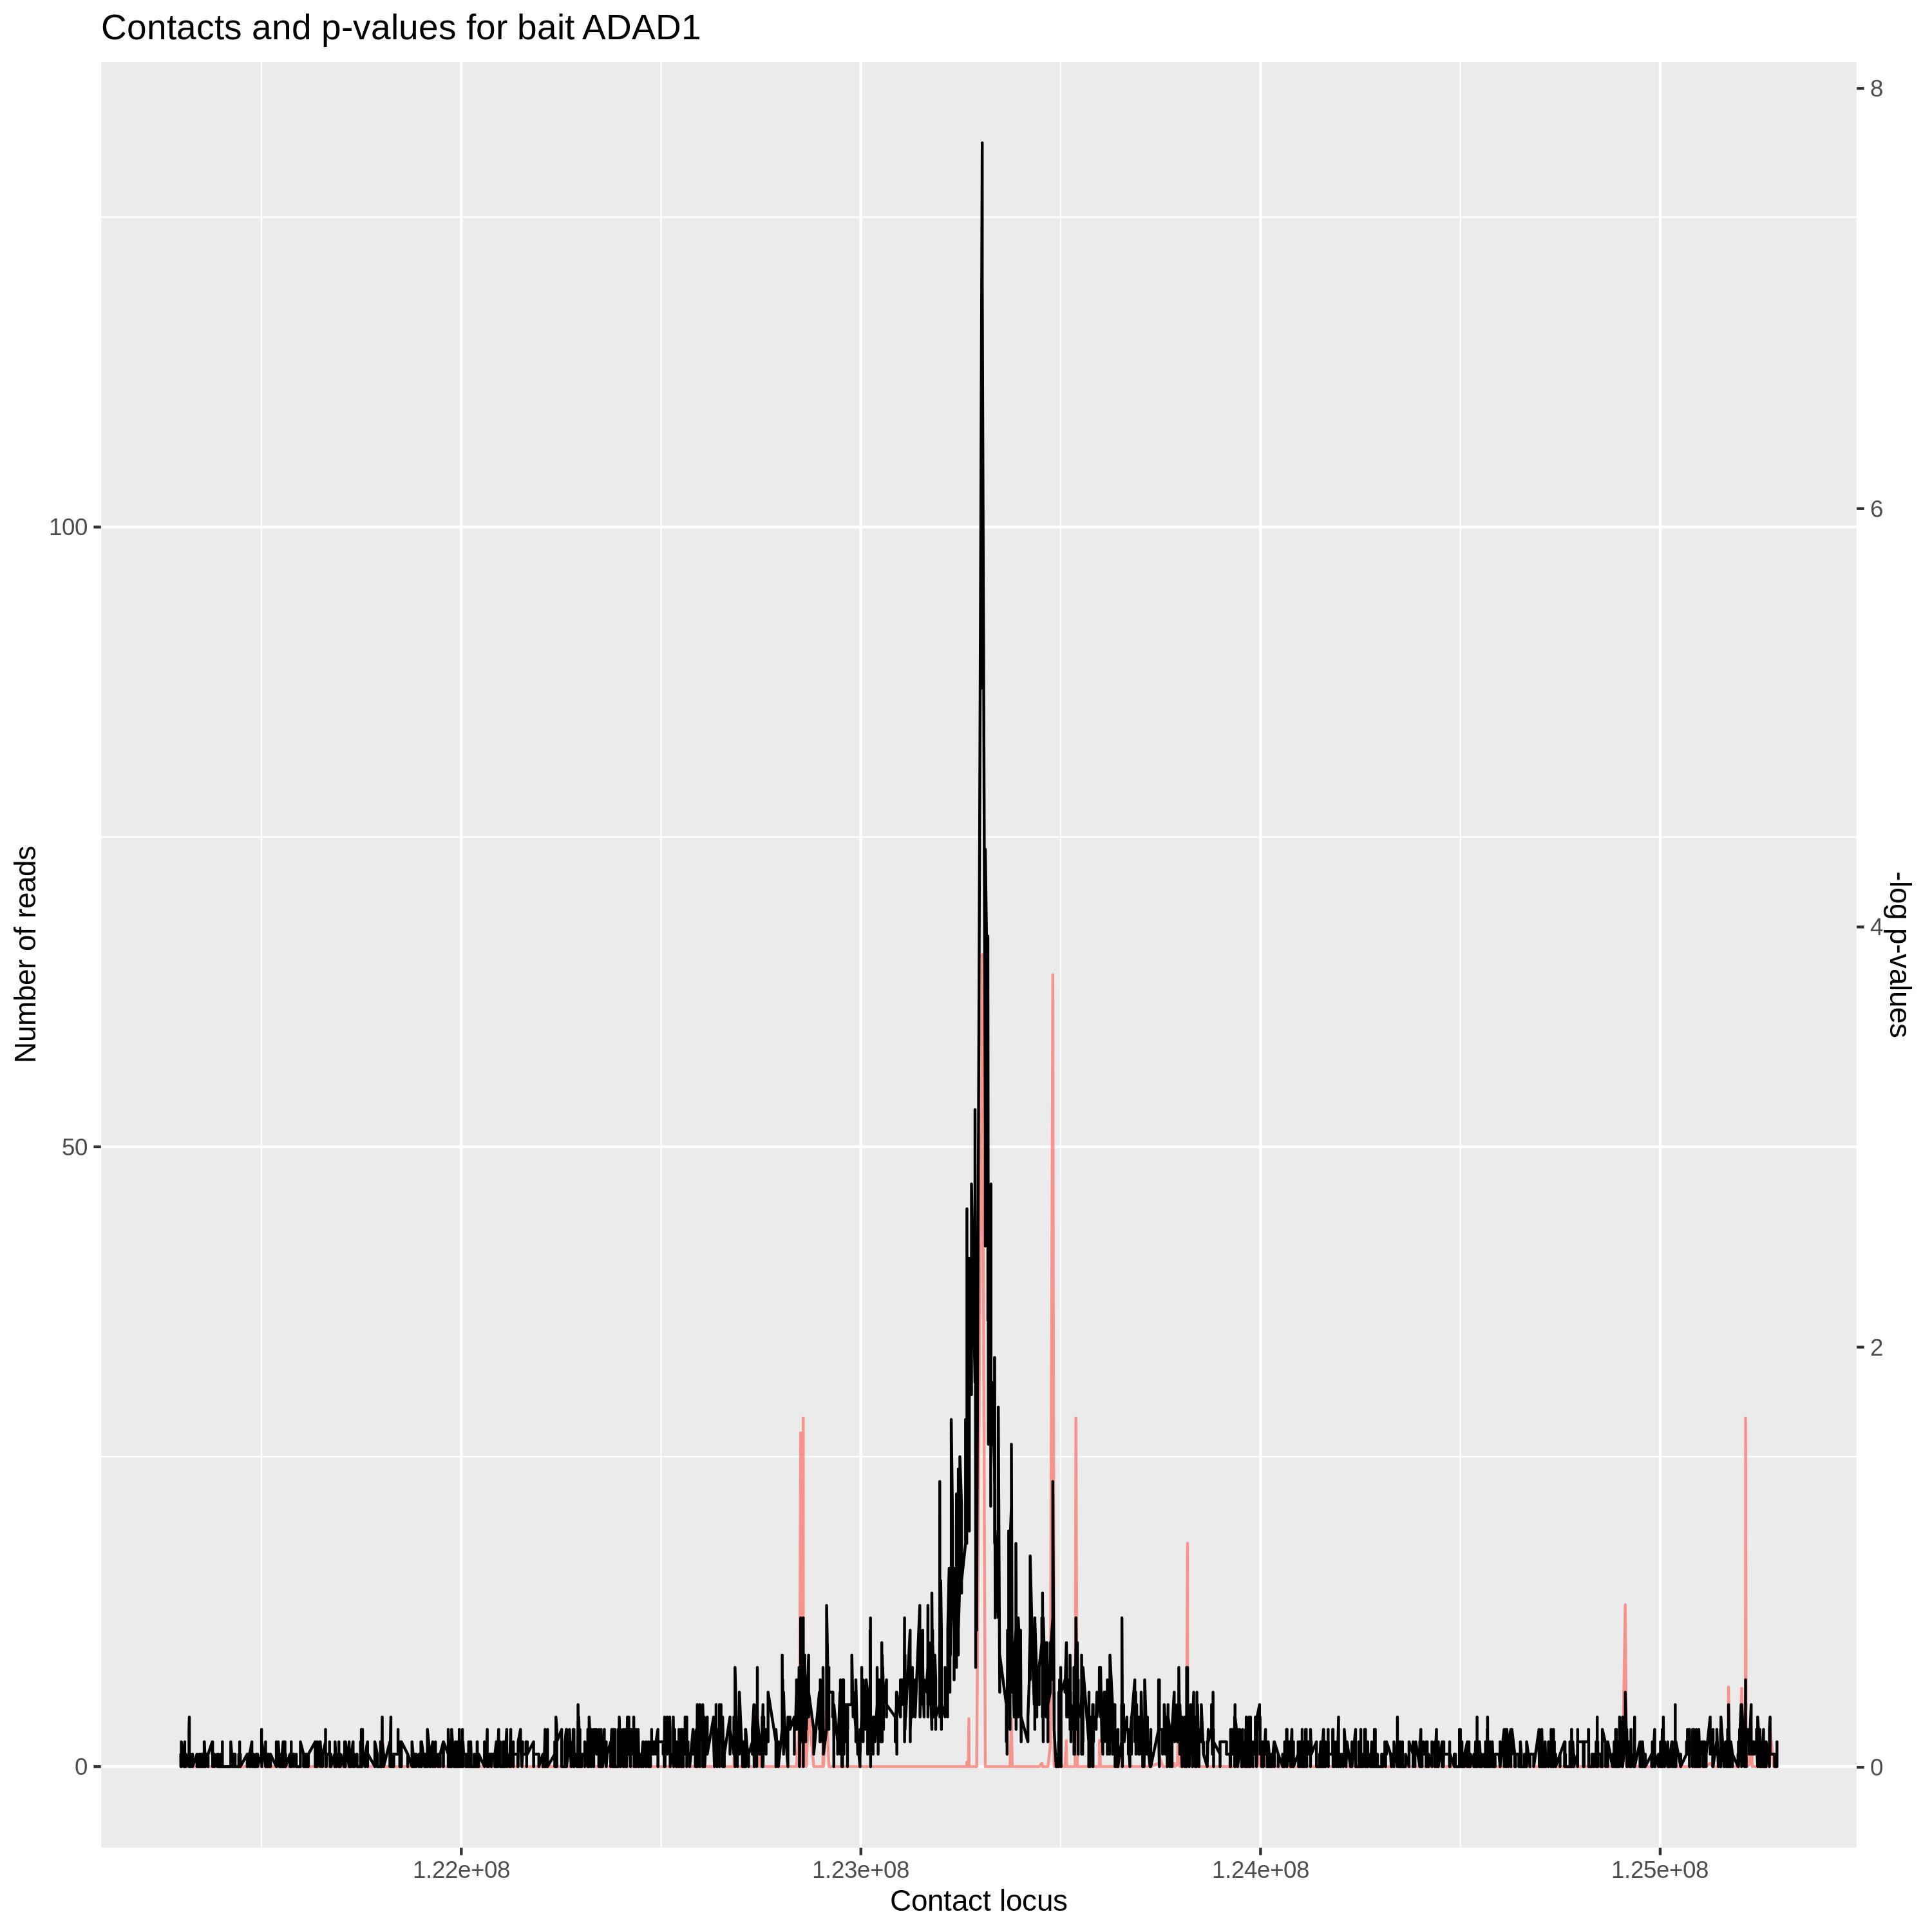 Contacts and p-values for bait ADAD1
Number of reads
100
50
0
8
6
4
2
0
-log p-values
1.22e+08
1.23e+08
1.24e+08
1.25e+08
Contact locus